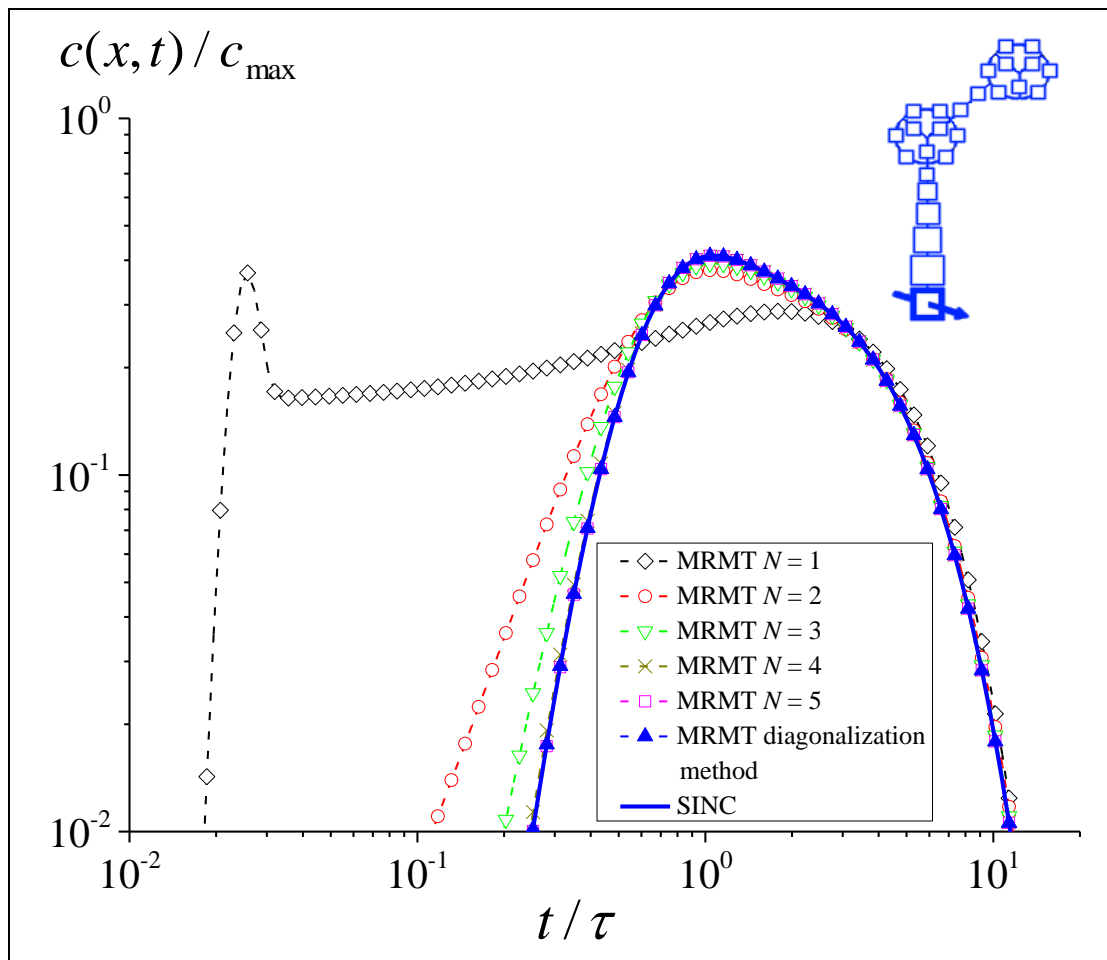 c(x,t) / c_max
10^0
10^-1
10^-2
MRMT N = 1
MRMT N = 2
MRMT N = 3
MRMT N = 4
MRMT N = 5
MRMT diagonalization
method
SINC
10^-2
10^-1
10^0
10^1
t / τ